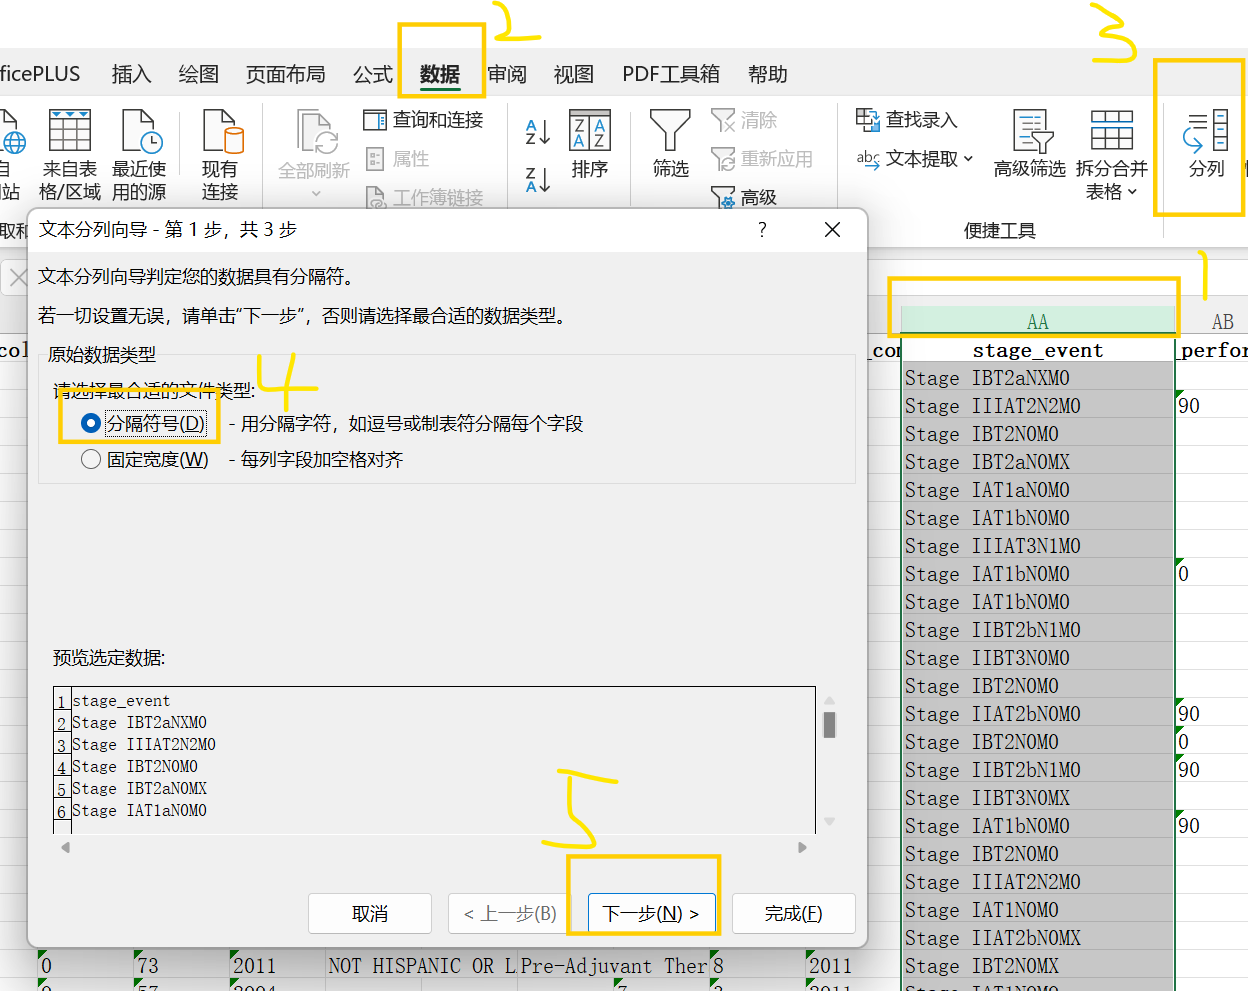 2
3
ficePLUS 插入 绘图 页面布局 公式 数据 审阅 视图 PDF工具箱 帮助
自
站
来自表
格/区域
最近使
用的源
现有
连接
全部刷新
查询和连接
属性
工作簿链接
A
Z
Z
A
Z A
A Z
排序
筛选
清除
重新应用
高级
查找录入
abc 文本提取
高级筛选
拆分合并
表格
分列
取和
便捷工具
文本分列向导 - 第 1 步，共 3 步 ?
文本分列向导判定您的数据具有分隔符。
若一切设置无误，请单击“下一步”，否则请选择最合适的数据类型。
原始数据类型
请选择最合适的文件类型:
4
分隔符号(D) - 用分隔字符，如逗号或制表符分隔每个字段
固定宽度(W) - 每列字段加空格对齐
预览选定数据:
1 stage_event
2 Stage IBT2aNXM0
3 Stage IIIAT2N2M0
4 Stage IBT2N0M0
5 Stage IBT2aN0MX
6 Stage IAT1aN0M0
5
取消 < 上一步(B) 下一步(N) > 完成(F)
1
AA AB
col _con stage_event _perfor
Stage IBT2aNXM0
Stage IIIAT2N2M0 90
Stage IBT2N0M0
Stage IBT2aN0MX
Stage IAT1aN0M0
Stage IAT1bN0M0
Stage IIIAT3N1M0
Stage IAT1bN0M0 0
Stage IAT1bN0M0
Stage IIBT2bN1M0
Stage IIBT3N0M0
Stage IBT2N0M0
Stage IIAT2bN0M0 90
Stage IBT2N0M0 0
Stage IIBT2bN1M0 90
Stage IIBT3N0MX
Stage IAT1bN0M0 90
Stage IBT2N0M0
Stage IIIAT2N2M0
Stage IAT1N0M0
Stage IIAT2bN0MX
0 73 2011 NOT HISPANIC OR L Pre-Adjuvant Ther 8 2011 Stage IBT2N0MX